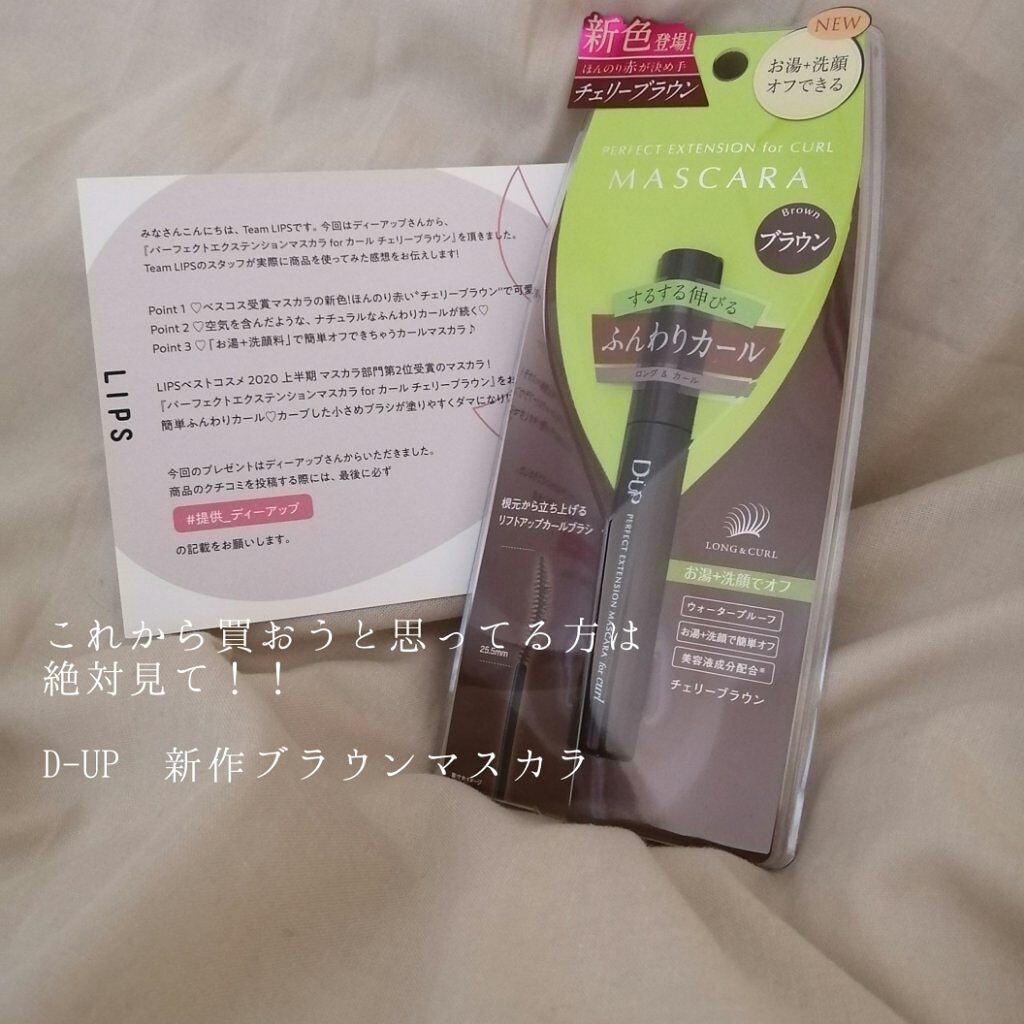 新色登場!
ほんのり赤が決め手
チェリーブラウン
NEW
お湯+洗顔
オフできる
PERFECT EXTENSION for CURL
MASCARA
Brown
ブラウン
するする伸びる
ふんわりカール
ロング & カール
D-UP
PERFECT EXTENSION MASCARA for curl
根元から立ち上げる
リフトアップカールブラシ
25.5mm
LONG & CURL
お湯+洗顔でオフ
ウォータープルーフ
お湯+洗顔で簡単オフ
美容液成分配合※
チェリーブラウン
LIPS
みなさんこんにちは、Team LIPSです。今回はディーアップさんから、
『パーフェクトエクステンションマスカラ for カール チェリーブラウン』を頂きました。
Team LIPSのスタッフが実際に商品を使ってみた感想をお伝えします!
Point 1 ♡ベスコス受賞マスカラの新色!ほんのり赤い"チェリーブラウン"で可愛
Point 2 ♡空気を含んだような、ナチュラルなふんわりカールが続く♡
Point 3 ♡「お湯+洗顔料」で簡単オフできちゃうカールマスカラ♪
LIPSベストコスメ 2020 上半期 マスカラ部門第2位受賞のマスカラ!
『パーフェクトエクステンションマスカラ for カール チェリーブラウン』をお
簡単ふんわりカール♡カーブした小さめブラシが塗りやすくダマになり
今回のプレゼントはディーアップさんからいただきました。
商品のクチコミを投稿する際には、最後に必ず
#提供_ディーアップ
の記載をお願いします。
これから買おうと思ってる方は
絶対見て!!
D-UP 新作ブラウンマスカラ